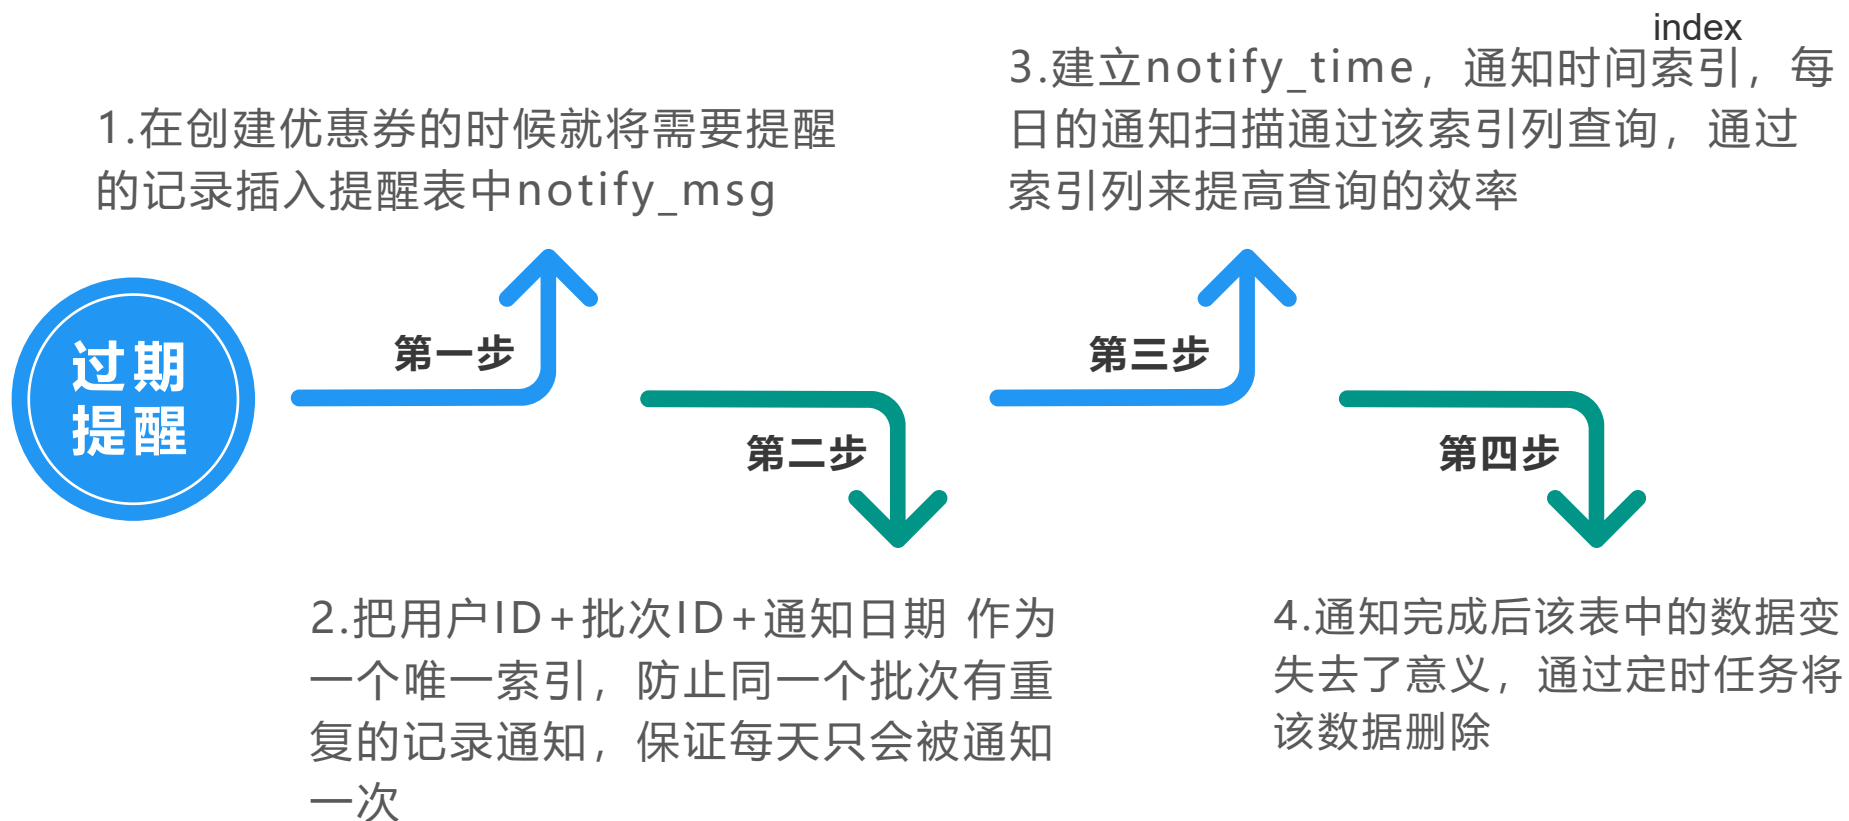 index
1.在创建优惠券的时候就将需要提醒
的记录插入提醒表中notify_msg
3.建立notify_time，通知时间索引，每
日的通知扫描通过该索引列查询，通过
索引列来提高查询的效率
过期
提醒
第一步
第二步
第三步
第四步
2.把用户ID+批次ID+通知日期 作为
一个唯一索引，防止同一个批次有重
复的记录通知，保证每天只会被通知
一次
4.通知完成后该表中的数据变
失去了意义，通过定时任务将
该数据删除